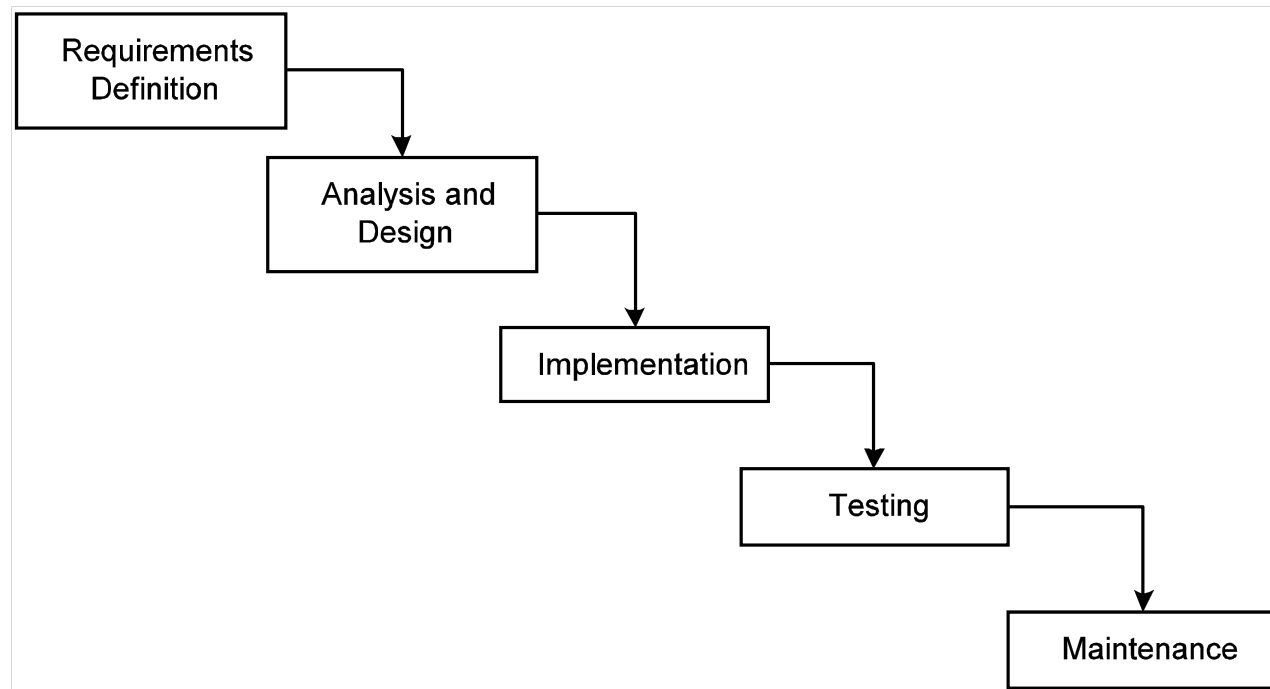 Requirements
Definition
Analysis and
Design
Implementation
Testing
Maintenance